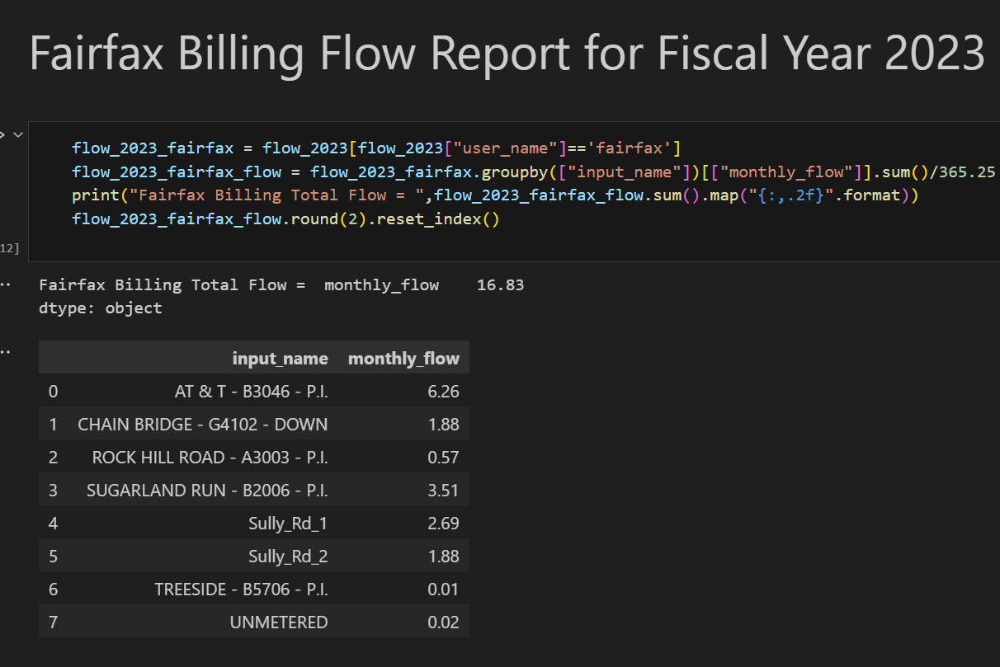 Fairfax Billing Flow Report for Fiscal Year 2023
flow_2023_fairfax = flow_2023[flow_2023["user_name"]=='fairfax']
flow_2023_fairfax_flow = flow_2023_fairfax.groupby(["input_name"])[["monthly_flow"]].sum()/365.25
print("Fairfax Billing Total Flow = ",flow_2023_fairfax_flow.sum().map("{:,.2f}".format))
flow_2023_fairfax_flow.round(2).reset_index()
12]
Fairfax Billing Total Flow =  monthly_flow    16.83
dtype: object
input_name monthly_flow
0 AT & T - B3046 - P.I. 6.26
1 CHAIN BRIDGE - G4102 - DOWN 1.88
2 ROCK HILL ROAD - A3003 - P.I. 0.57
3 SUGARLAND RUN - B2006 - P.I. 3.51
4 Sully_Rd_1 2.69
5 Sully_Rd_2 1.88
6 TREESIDE - B5706 - P.I. 0.01
7 UNMETERED 0.02